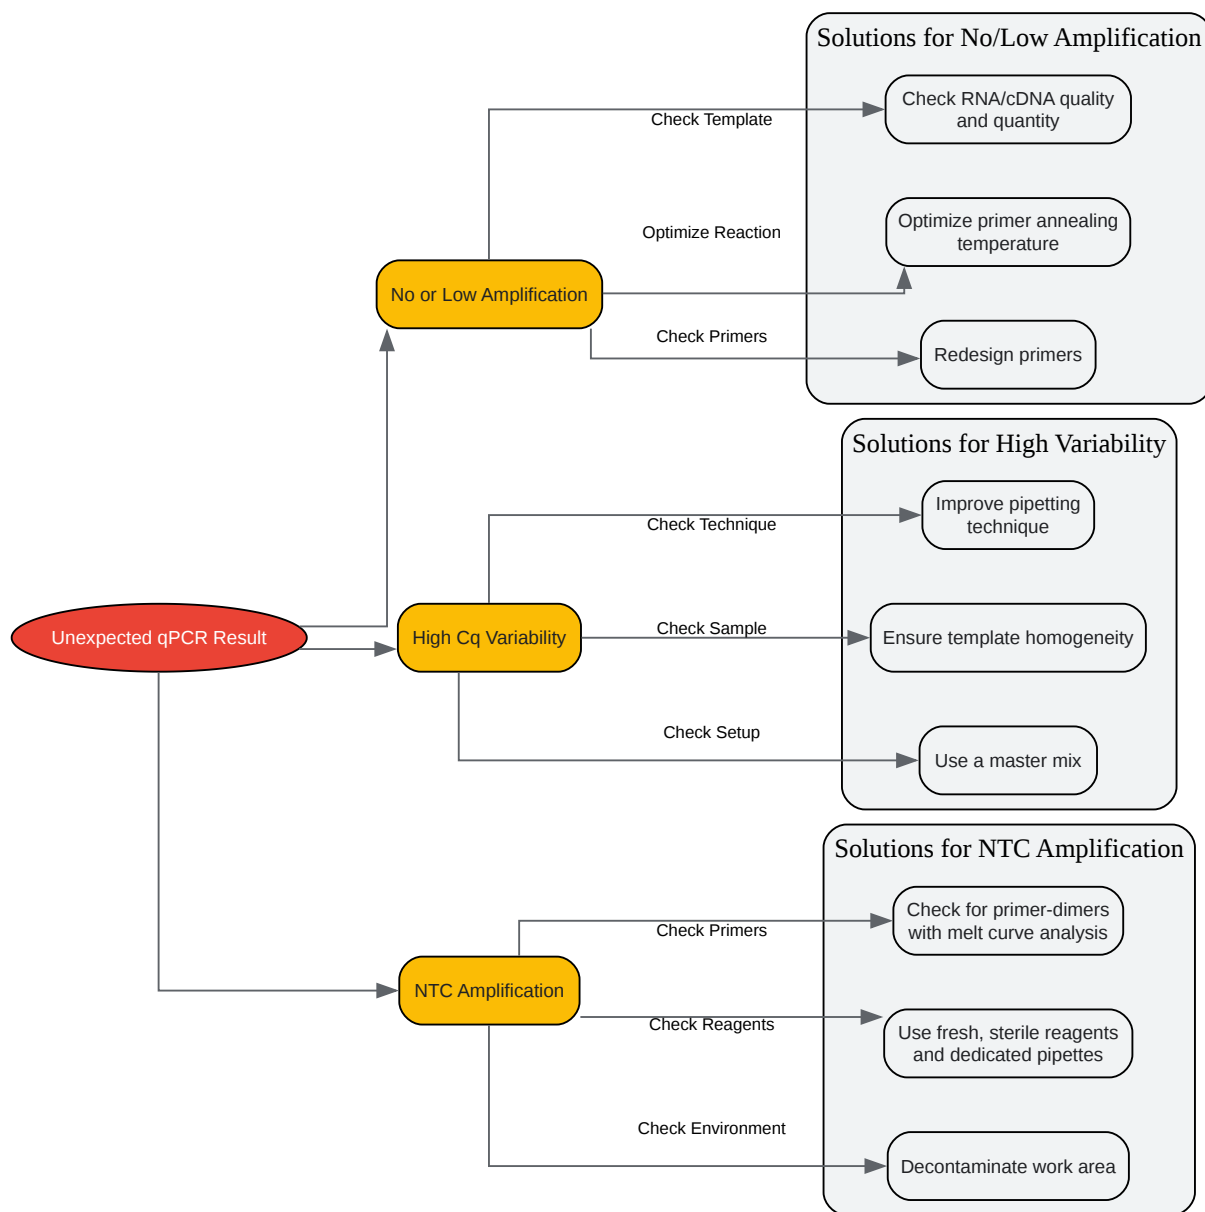 Solutions for No/Low Amplification
Check Template
Check RNA/cDNA quality
and quantity
Optimize Reaction
Optimize primer annealing
temperature
No or Low Amplification
Check Primers
Redesign primers
Solutions for High Variability
Check Technique
Improve pipetting
technique
Unexpected qPCR Result
High Cq Variability
Check Sample
Ensure template homogeneity
Check Setup
Use a master mix
Solutions for NTC Amplification
Check Primers
Check for primer-dimers
with melt curve analysis
NTC Amplification
Check Reagents
Use fresh, sterile reagents
and dedicated pipettes
Check Environment
Decontaminate work area